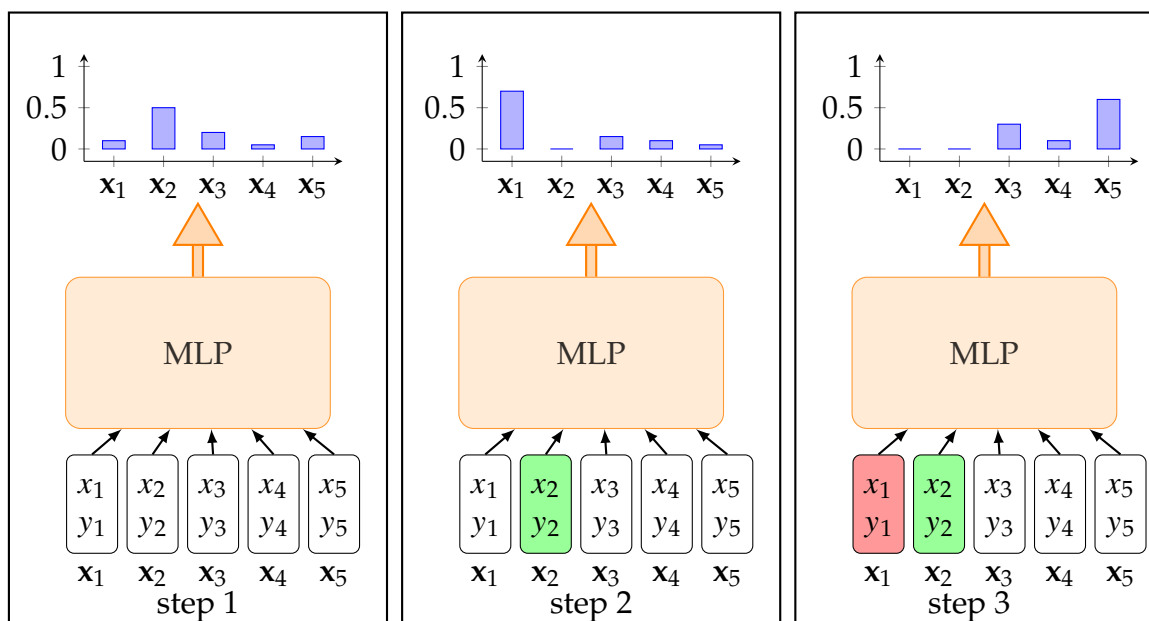 1
0.5
0
x₁ x₂ x₃ x₄ x₅
MLP
x₁ x₂ x₃ x₄ x₅
y₁ y₂ y₃ y₄ y₅
x₁ x₂ x₃ x₄ x₅
step 1
1
0.5
0
x₁ x₂ x₃ x₄ x₅
MLP
x₁ x₂ x₃ x₄ x₅
y₁ y₂ y₃ y₄ y₅
x₁ x₂ x₃ x₄ x₅
step 2
1
0.5
0
x₁ x₂ x₃ x₄ x₅
MLP
x₁ x₂ x₃ x₄ x₅
y₁ y₂ y₃ y₄ y₅
x₁ x₂ x₃ x₄ x₅
step 3